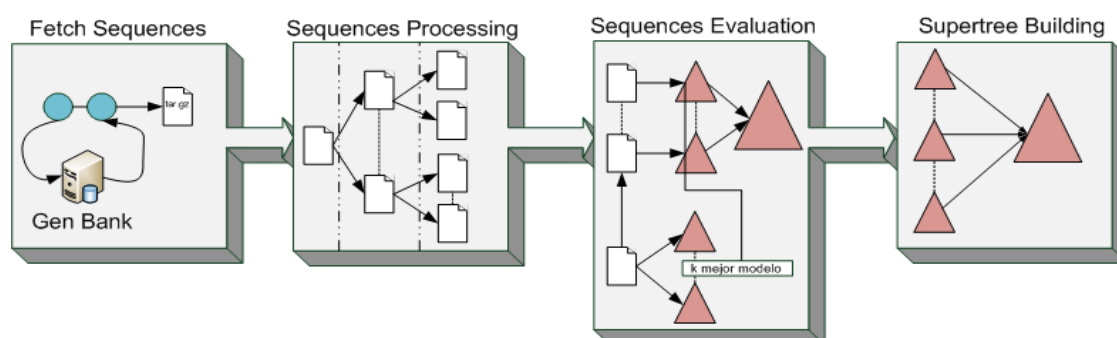 Fetch Sequences
Sequences Processing
Sequences Evaluation
Supertree Building
tar.gz
Gen Bank
k mejor modelo